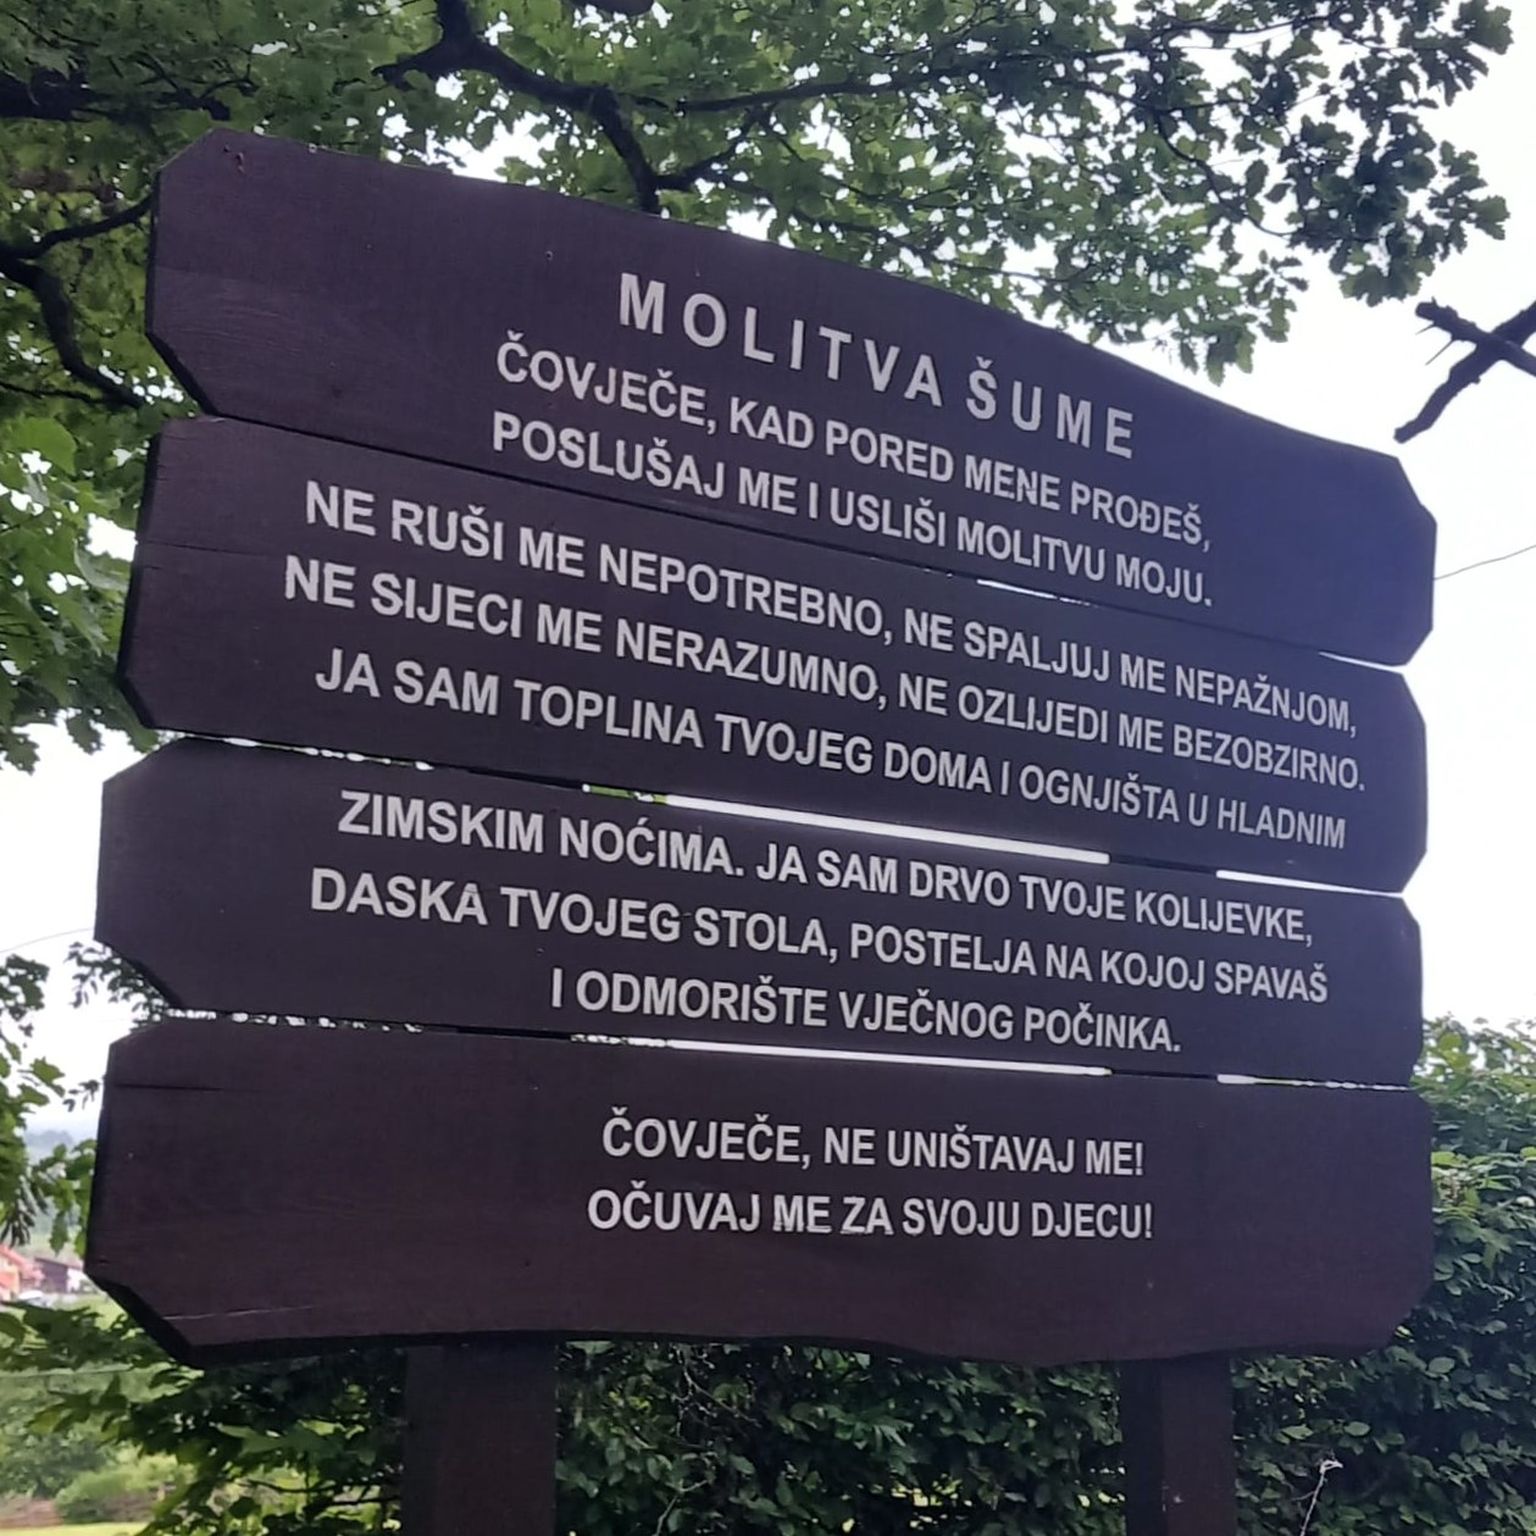 MOLITVA ŠUME
ČOVJEČE, KAD PORED MENE PROĐEŠ,
POSLUŠAJ ME I USLIŠI MOLITVU MOJU.
NE RUŠI ME NEPOTREBNO, NE SPALJUJ ME NEPAŽNJOM,
NE SIJECI ME NERAZUMNO, NE OZLIJEDI ME BEZOBZIRNO.
JA SAM TOPLINA TVOJEG DOMA I OGNJIŠTA U HLADNIM
ZIMSKIM NOĆIMA. JA SAM DRVO TVOJE KOLIJEVKE,
DASKA TVOJEG STOLA, POSTELJA NA KOJOJ SPAVAŠ
I ODMORIŠTE VJEČNOG POČINKA.
ČOVJEČE, NE UNIŠTAVAJ ME!
OČUVAJ ME ZA SVOJU DJECU!